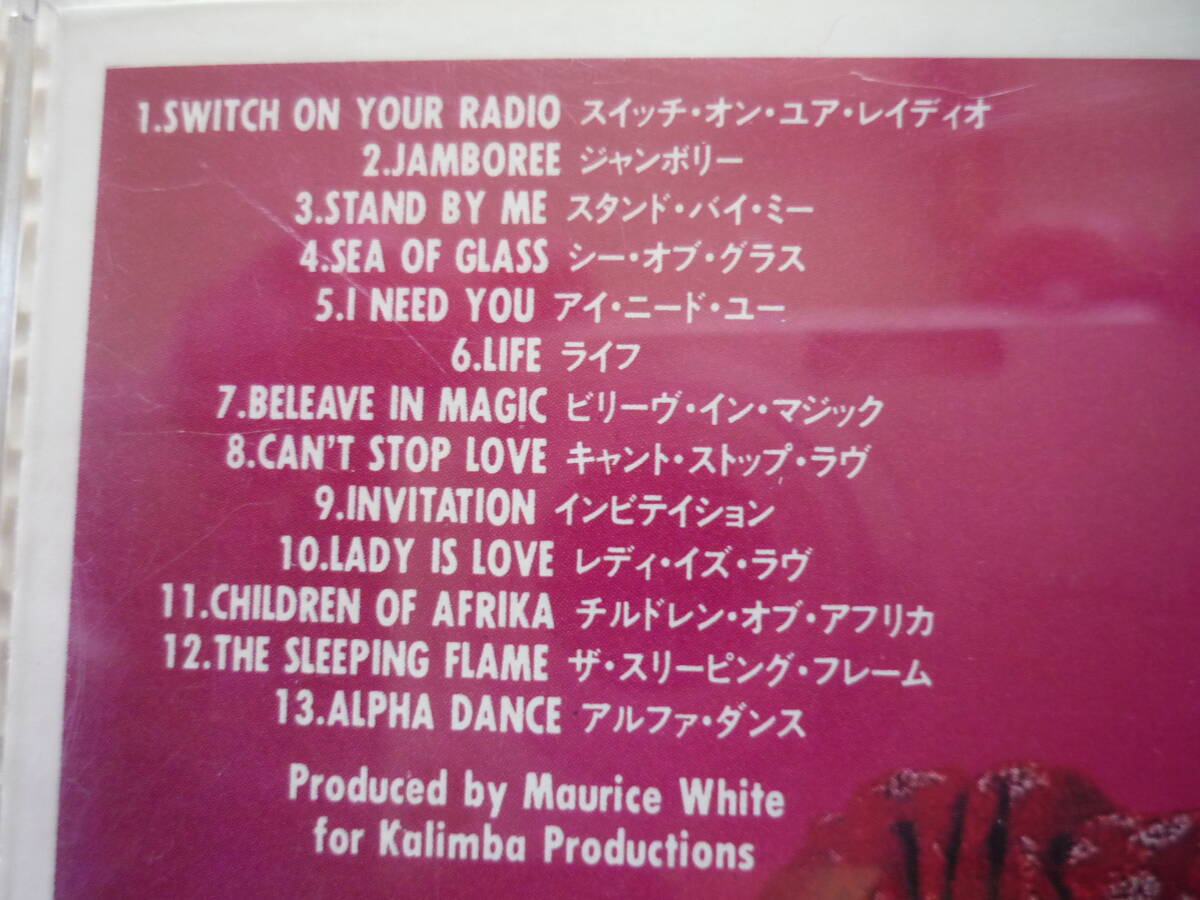 1.SWITCH ON YOUR RADIO スイッチ・オン・ユア・レイディオ
2.JAMBOREE ジャンボリー
3.STAND BY ME スタンド・バイ・ミー
4.SEA OF GLASS シー・オブ・グラス
5.I NEED YOU アイ・ニード・ユー
6.LIFE ライフ
7.BELEAVE IN MAGIC ビリーヴ・イン・マジック
8.CAN'T STOP LOVE キャント・ストップ・ラヴ
9.INVITATION インビテイション
10.LADY IS LOVE レディ・イズ・ラヴ
11.CHILDREN OF AFRIKA チルドレン・オブ・アフリカ
12.THE SLEEPING FLAME ザ・スリーピング・フレーム
13.ALPHA DANCE アルファ・ダンス
Produced by Maurice White
for Kalimba Productions